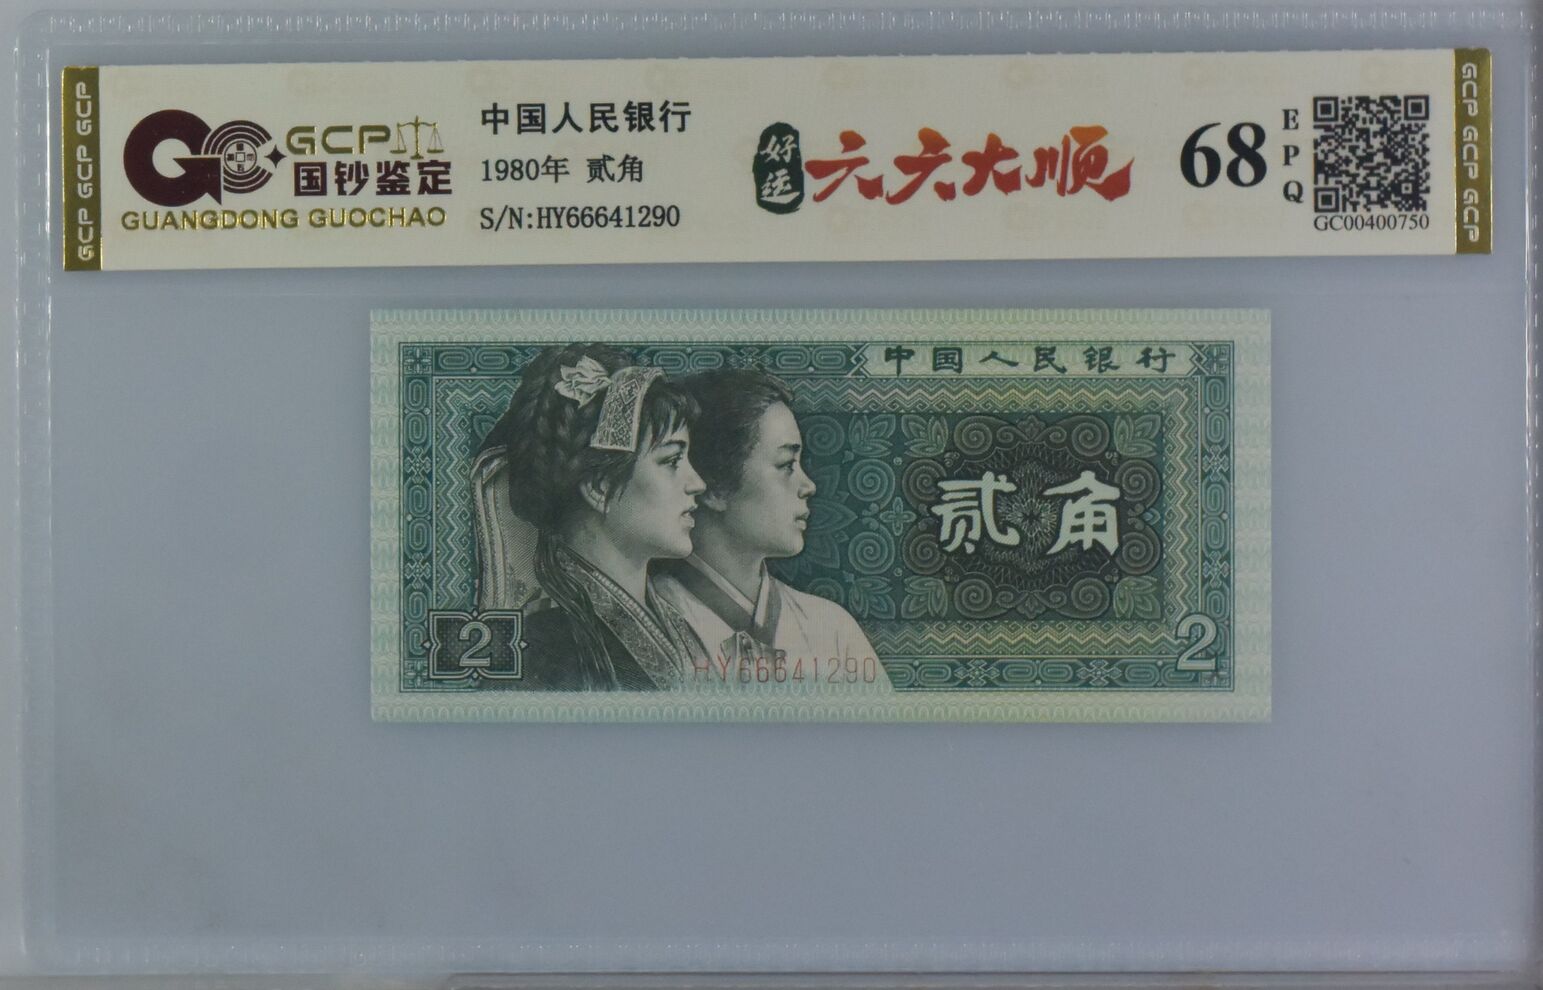 GCP GCP GCP
GCP
国钞鉴定
GUANGDONG GUOCHAO
中国人民银行
1980年 贰角
S/N:HY66641290
好运
六六大顺
68
EPQ
GC00400750
GCP GCP GCP
中国人民银行
贰角
2
2
HY66641290